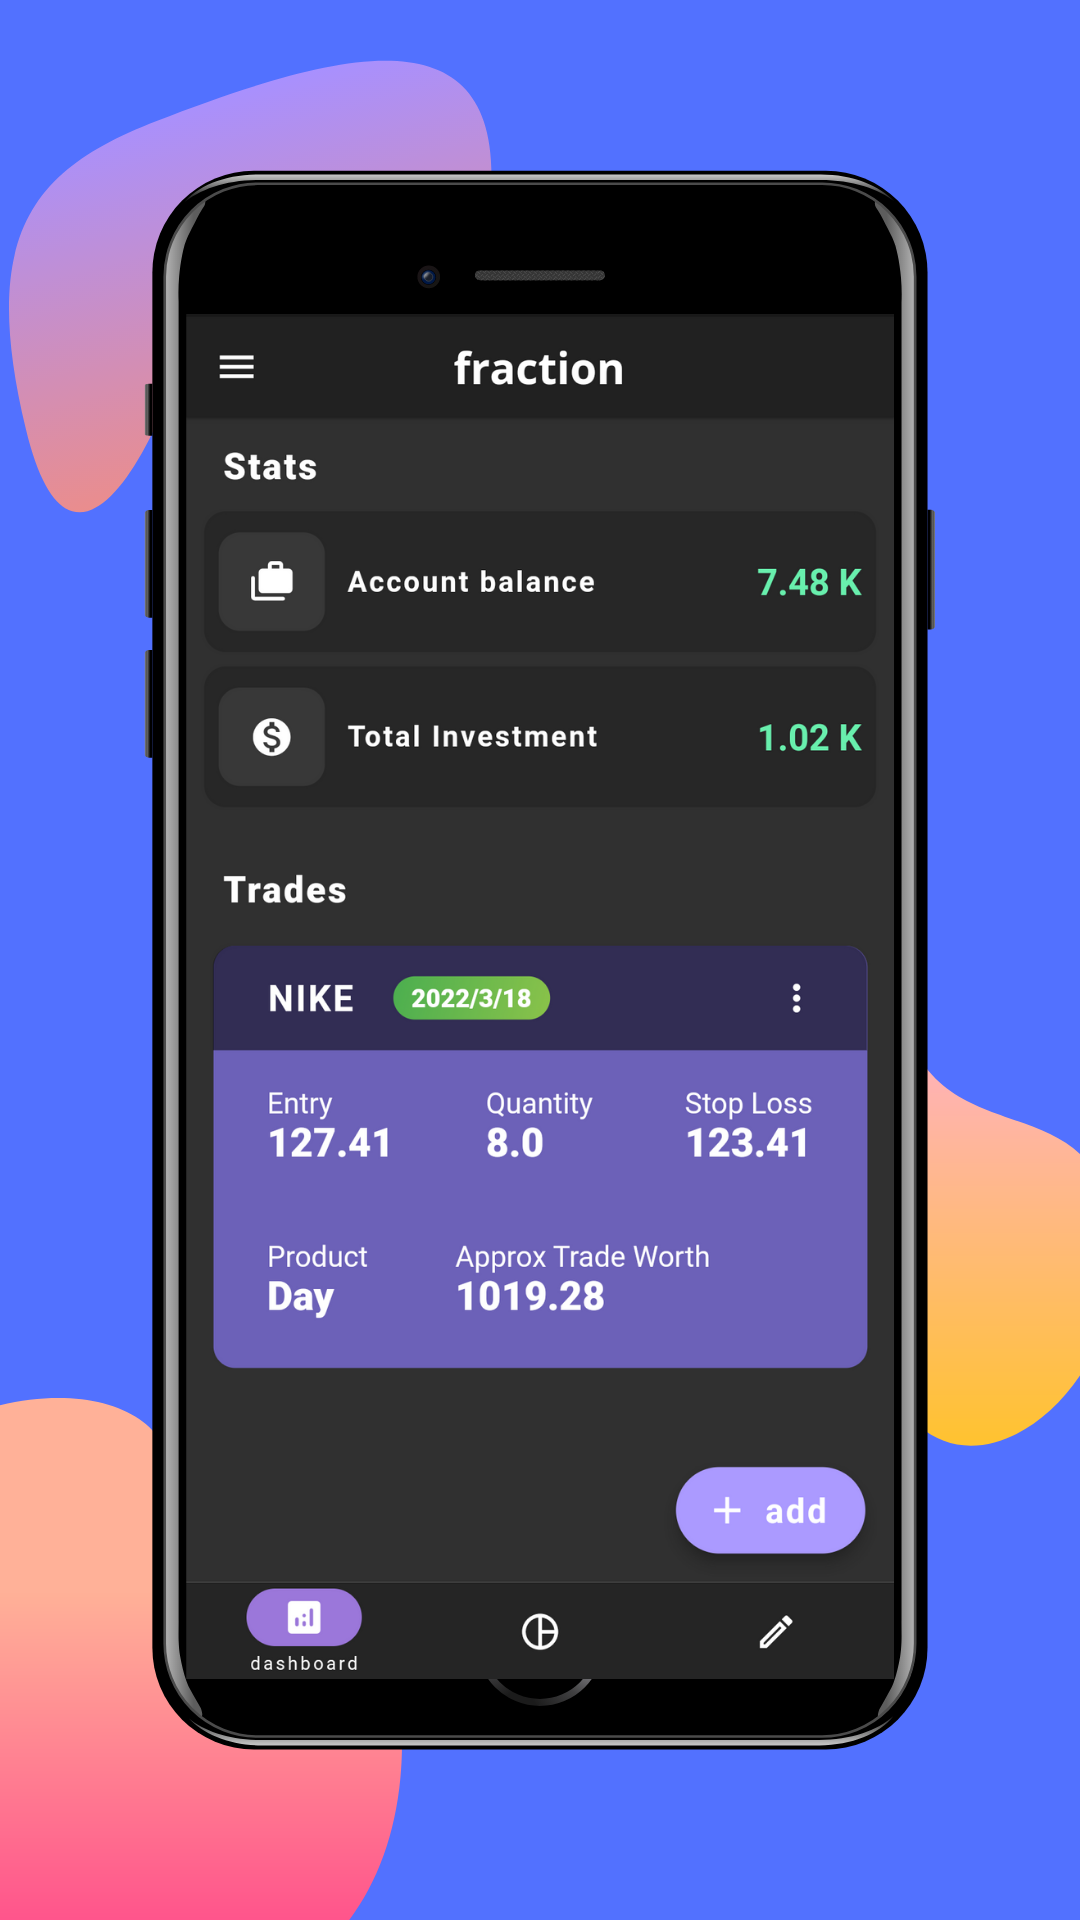 fraction
Stats
Account balance 7.48 K
Total Investment 1.02 K
Trades
NIKE 2022/3/18
Entry Quantity Stop Loss
127.41 8.0 123.41
Product Approx Trade Worth
Day 1019.28
+ add
dashboard